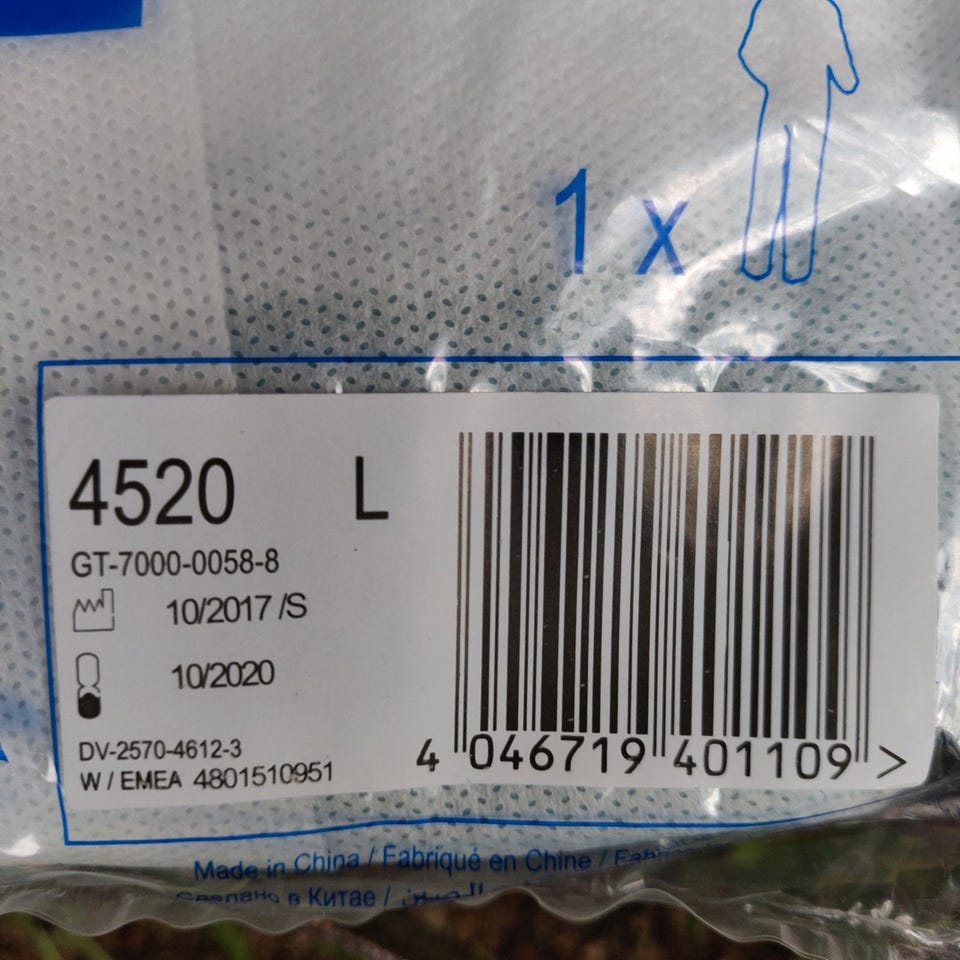 1 x
4520 L
GT-7000-0058-8
10/2017 /S
10/2020
DV-2570-4612-3
W / EMEA 4801510951
4 046719 401109 >
Made in China / Fabriqué en Chine /
Сделано в Китае /